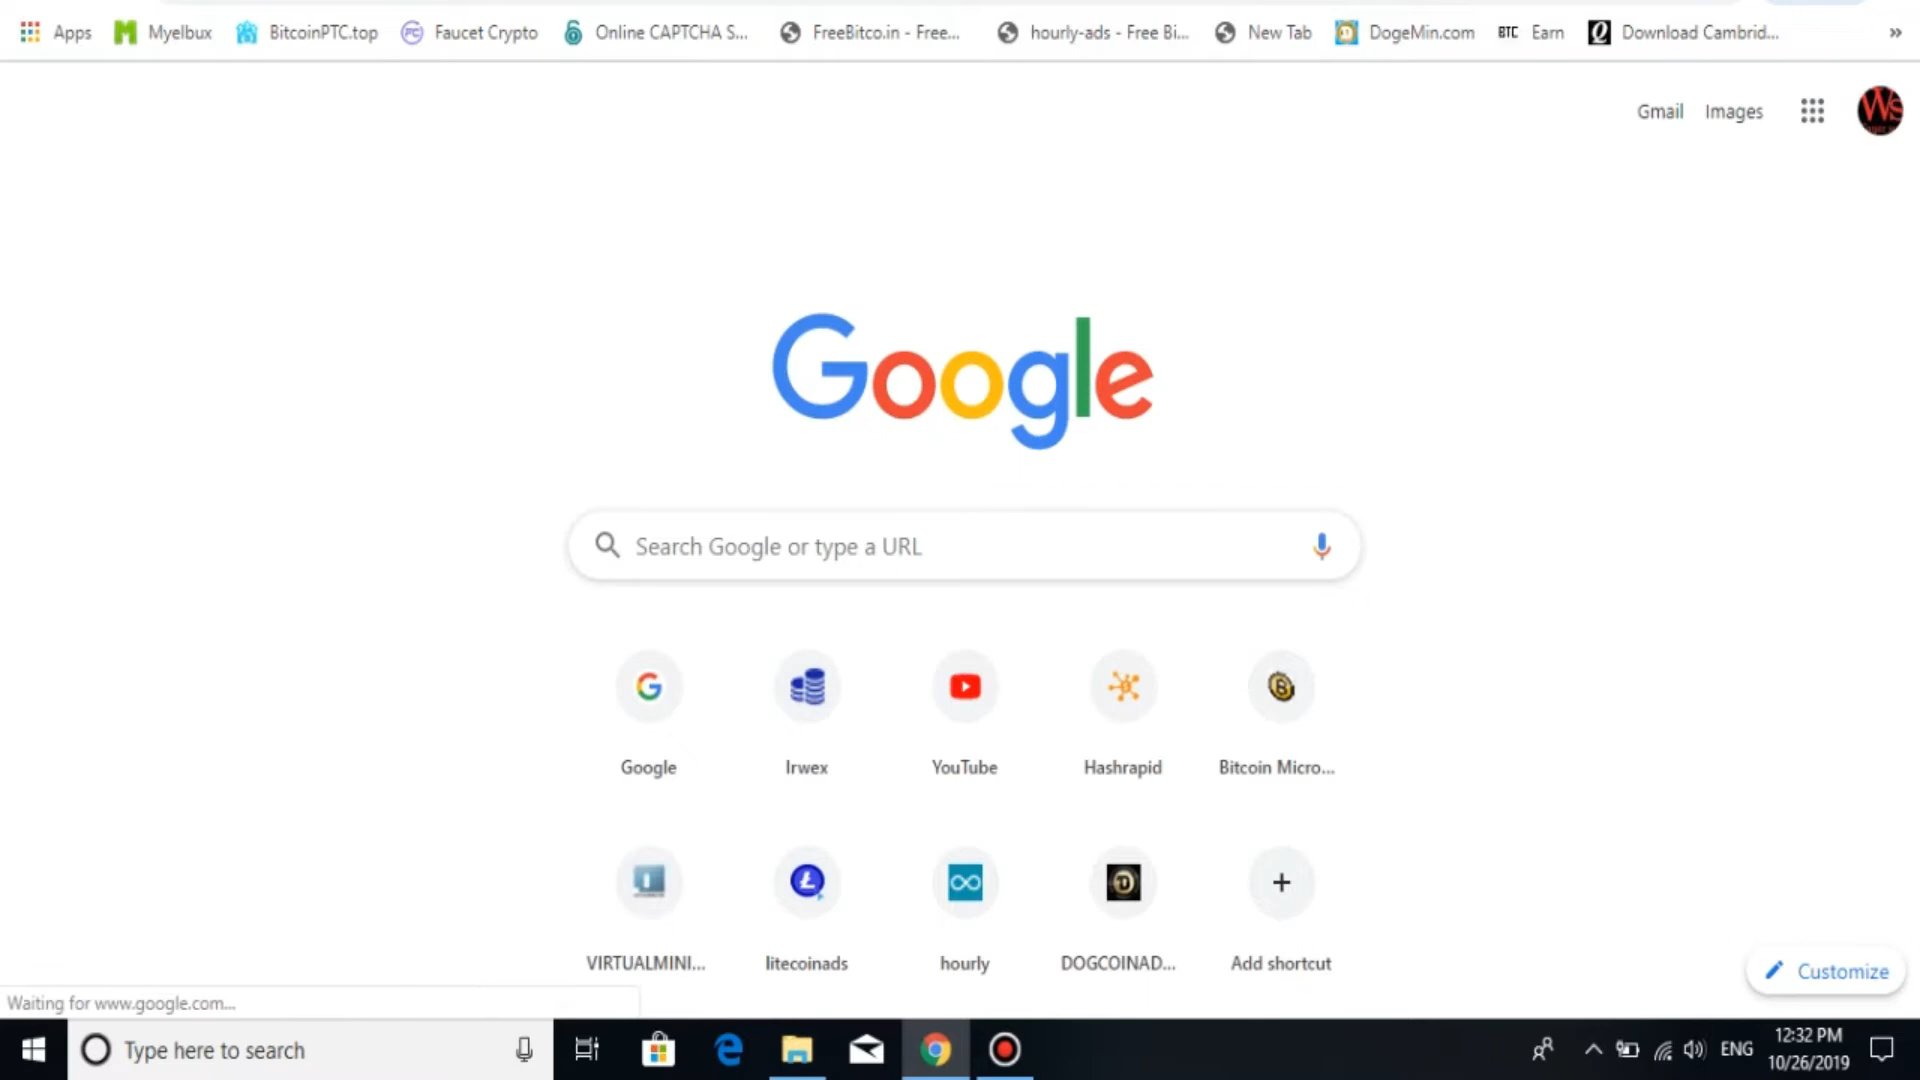 Apps Myelbux BitcoinPTC.top Faucet Crypto Online CAPTCHA S... FreeBitco.in - Free... hourly-ads - Free Bi... New Tab DogeMin.com BTC Earn Download Cambrid... »
Gmail Images
Ws
Google
Search Google or type a URL
Google Irwex YouTube Hashrapid Bitcoin Micro...
VIRTUALMINI... litecoinads hourly DOGCOINAD... Add shortcut
Customize
Waiting for www.google.com...
Type here to search
ENG
12:32 PM
10/26/2019